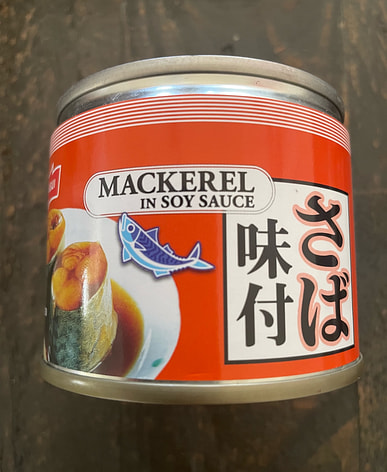 MACKEREL
IN SOY SAUCE
さば
味付